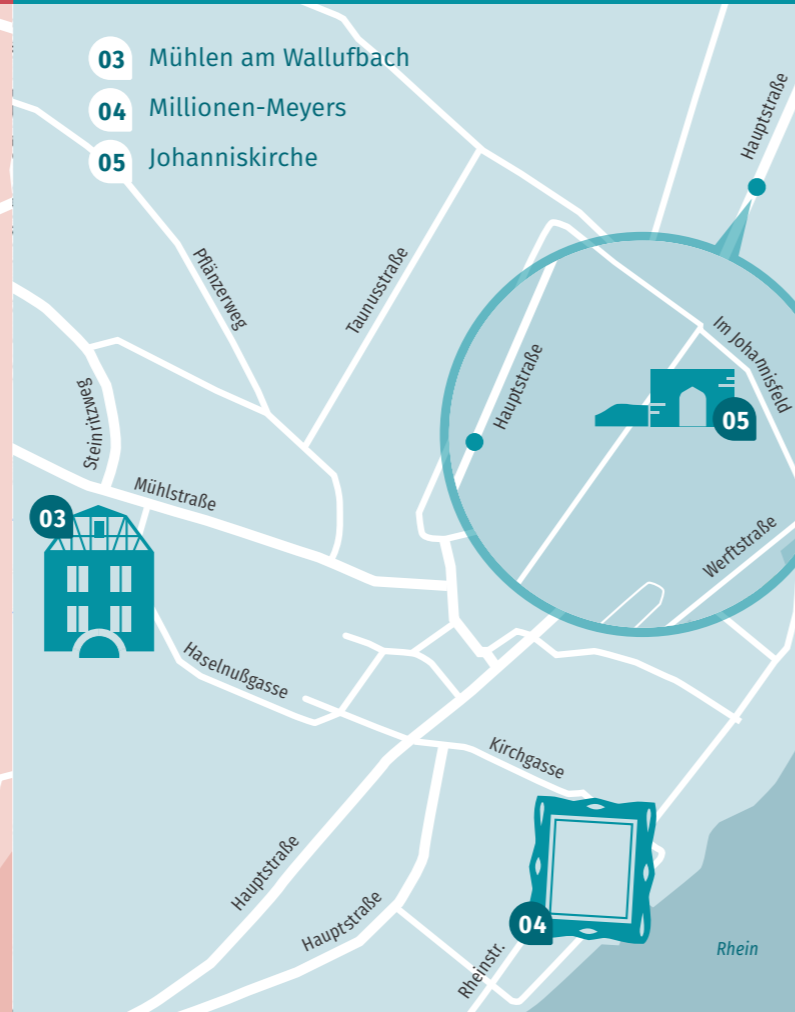 03 Mühlen am Wallufbach
04 Millionen-Meyers
05 Johanniskirche
Hauptstraße
Pflänzerweg
Taunusstraße
Im Johannisfeld
Hauptstraße
05
Steinritzweg
Mühlstraße
03
Werftstraße
Haselnußgasse
Kirchgasse
Hauptstraße
Hauptstraße
04
Rheinstr.
Rhein